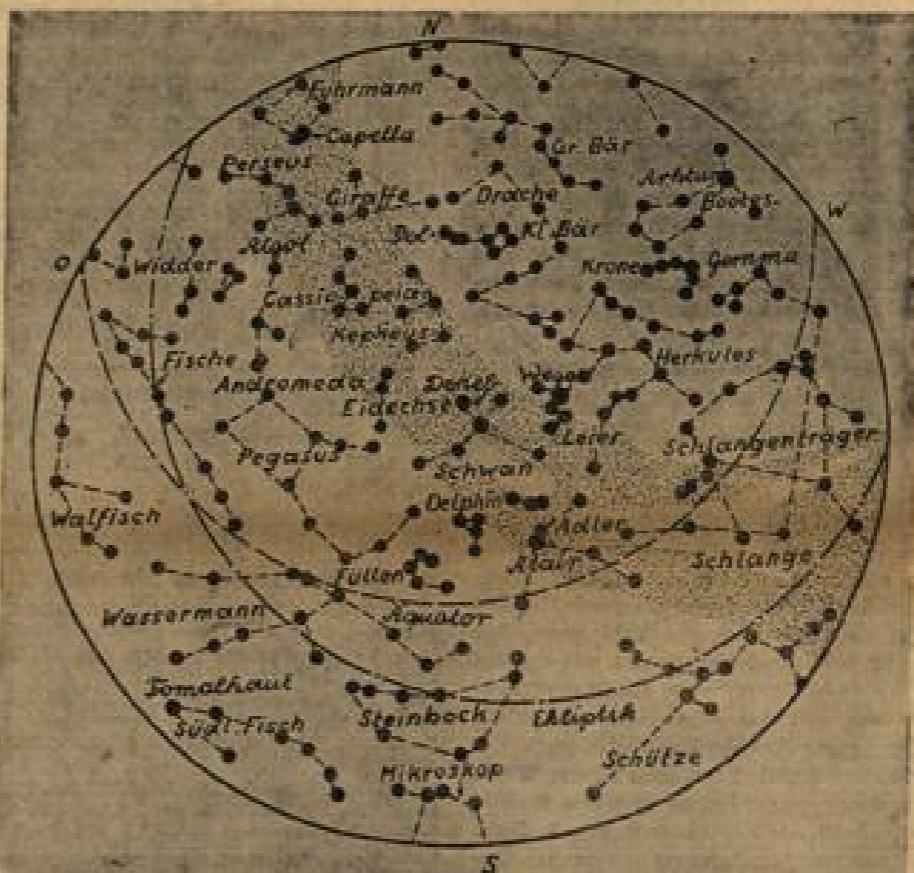 N
Fuhrmann
Capella
Perseus
Gr. Bär
Giraffe
Drache
Arktur
Bootes
Algol
Pol
Kl. Bär
W
O
Widder
Krone
Gemma
Cassiopeias
Kepheus
Fische
Herkules
Andromeda
Deneb
Wega
Eidechse
Leier
Pegasus
Schwan
Schlangenträger
Walfisch
Delphin
Adler
Atair
Schlange
Füllen
Wassermann
Äquator
Fomalhaut
Südl. Fisch
Steinbock
Ekliptik
Mikroskop
Schütze
S